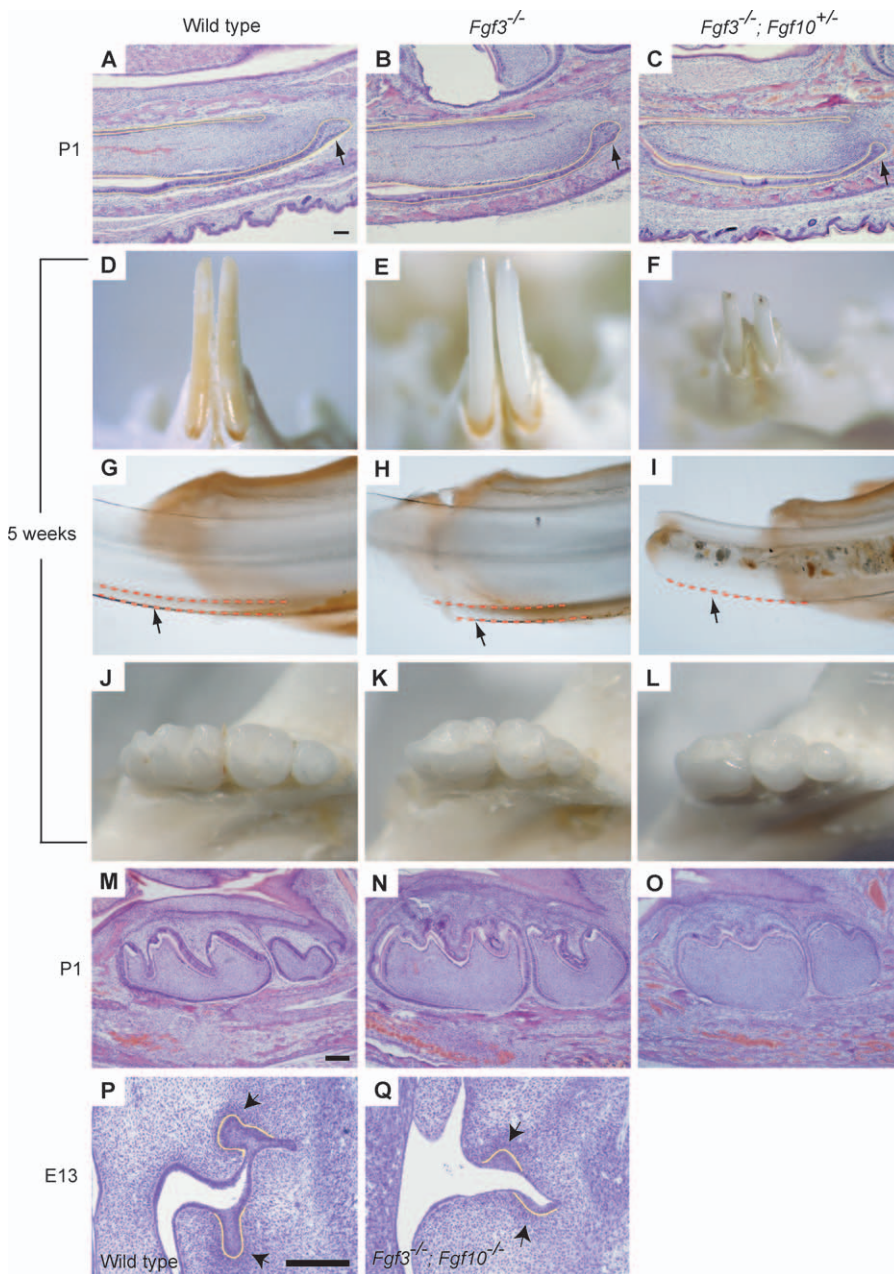 Wild type
Fgf3-/-
Fgf3-/-; Fgf10+/-
A
B
C
P1
D
E
F
G
H
I
5 weeks
J
K
L
M
N
O
P1
P
Q
E13
Wild type
Fgf3-/-; Fgf10-/-